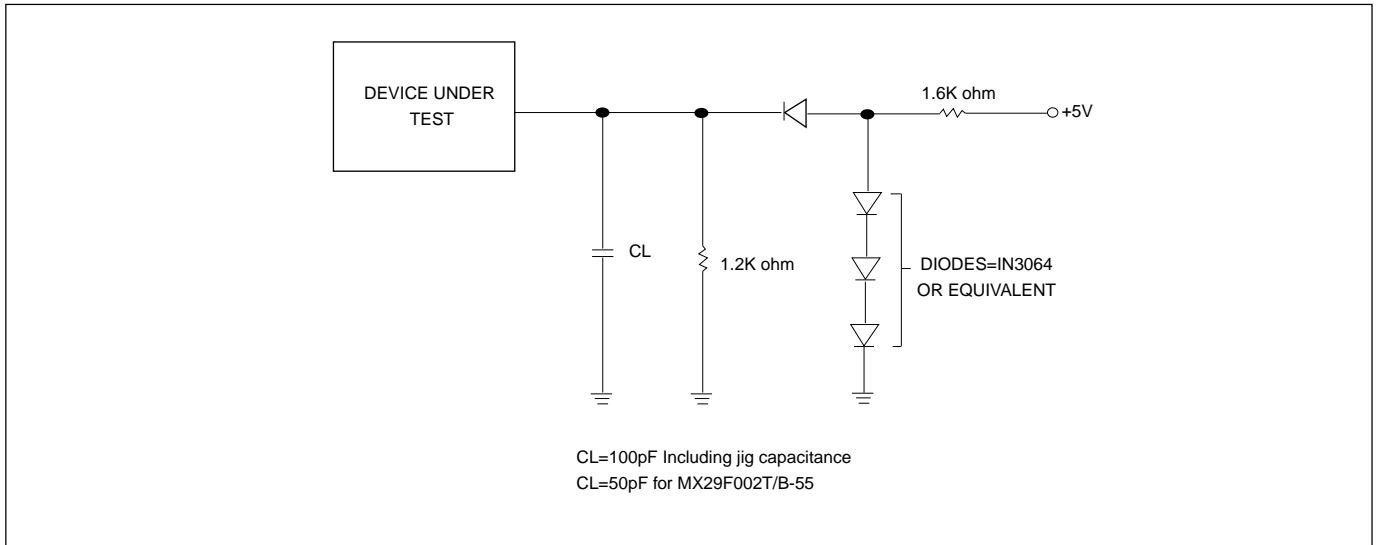 DEVICE UNDER
TEST
1.6K ohm
+5V
CL
1.2K ohm
DIODES=IN3064
OR EQUIVALENT
CL=100pF Including jig capacitance
CL=50pF for MX29F002T/B-55